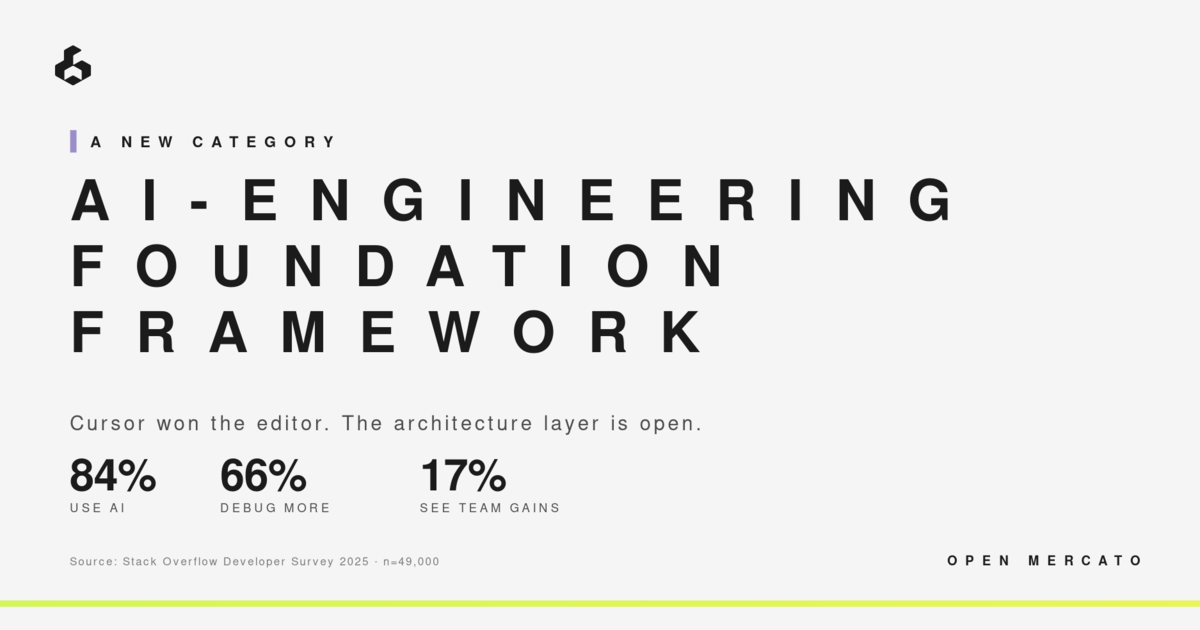 A NEW CATEGORY
AI-ENGINEERING
FOUNDATION
FRAMEWORK
Cursor won the editor. The architecture layer is open.
84% 66% 17%
USE AI DEBUG MORE SEE TEAM GAINS
Source: Stack Overflow Developer Survey 2025 · n=49,000
OPEN MERCATO